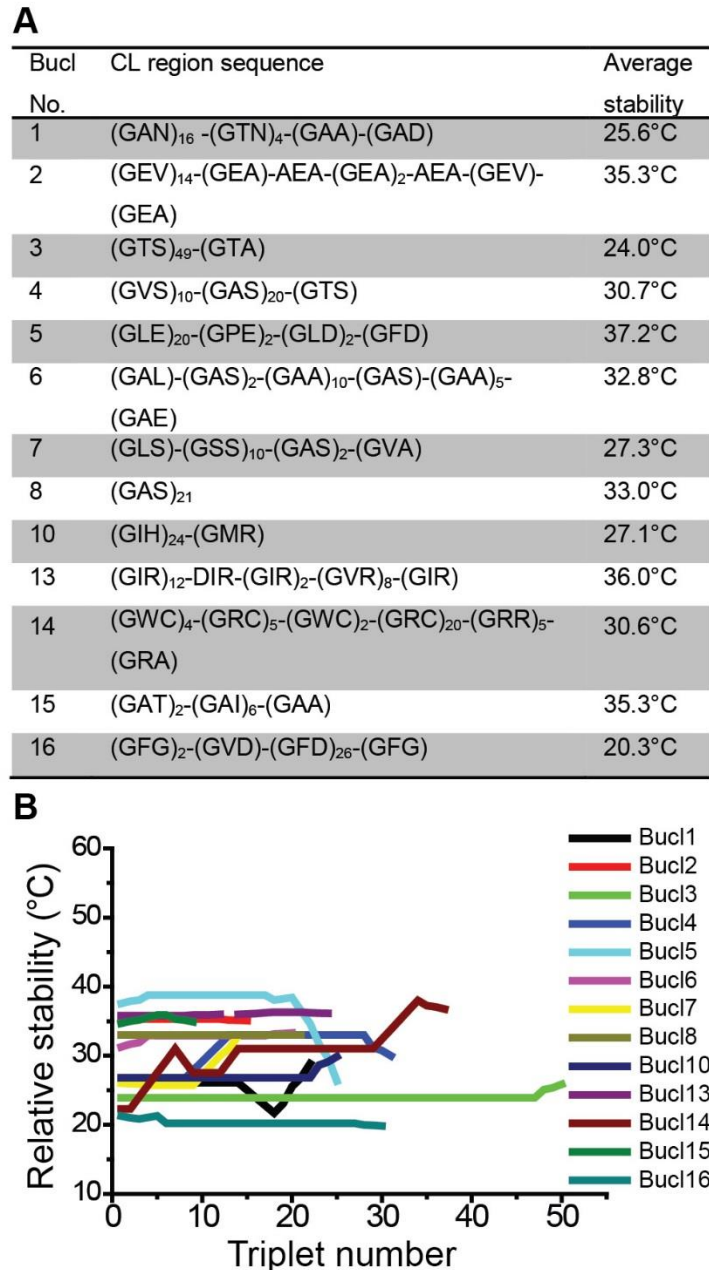 A
Bucl CL region sequence Average
No. stability
1 (GAN)₁₆ -(GTN)₄-(GAA)-(GAD) 25.6°C
2 (GEV)₁₄-(GEA)-AEA-(GEA)₂-AEA-(GEV)- 35.3°C
(GEA)
3 (GTS)₄₉-(GTA) 24.0°C
4 (GVS)₁₀-(GAS)₂₀-(GTS) 30.7°C
5 (GLE)₂₀-(GPE)₂-(GLD)₂-(GFD) 37.2°C
6 (GAL)-(GAS)₂-(GAA)₁₀-(GAS)-(GAA)₅- 32.8°C
(GAE)
7 (GLS)-(GSS)₁₀-(GAS)₂-(GVA) 27.3°C
8 (GAS)₂₁ 33.0°C
10 (GIH)₂₄-(GMR) 27.1°C
13 (GIR)₁₂-DIR-(GIR)₂-(GVR)₈-(GIR) 36.0°C
14 (GWC)₄-(GRC)₅-(GWC)₂-(GRC)₂₀-(GRR)₅- 30.6°C
(GRA)
15 (GAT)₂-(GAI)₆-(GAA) 35.3°C
16 (GFG)₂-(GVD)-(GFD)₂₆-(GFG) 20.3°C
B
Relative stability (°C)
60
50
40
30
20
10
0 10 20 30 40 50
Triplet number
Bucl1
Bucl2
Bucl3
Bucl4
Bucl5
Bucl6
Bucl7
Bucl8
Bucl10
Bucl13
Bucl14
Bucl15
Bucl16